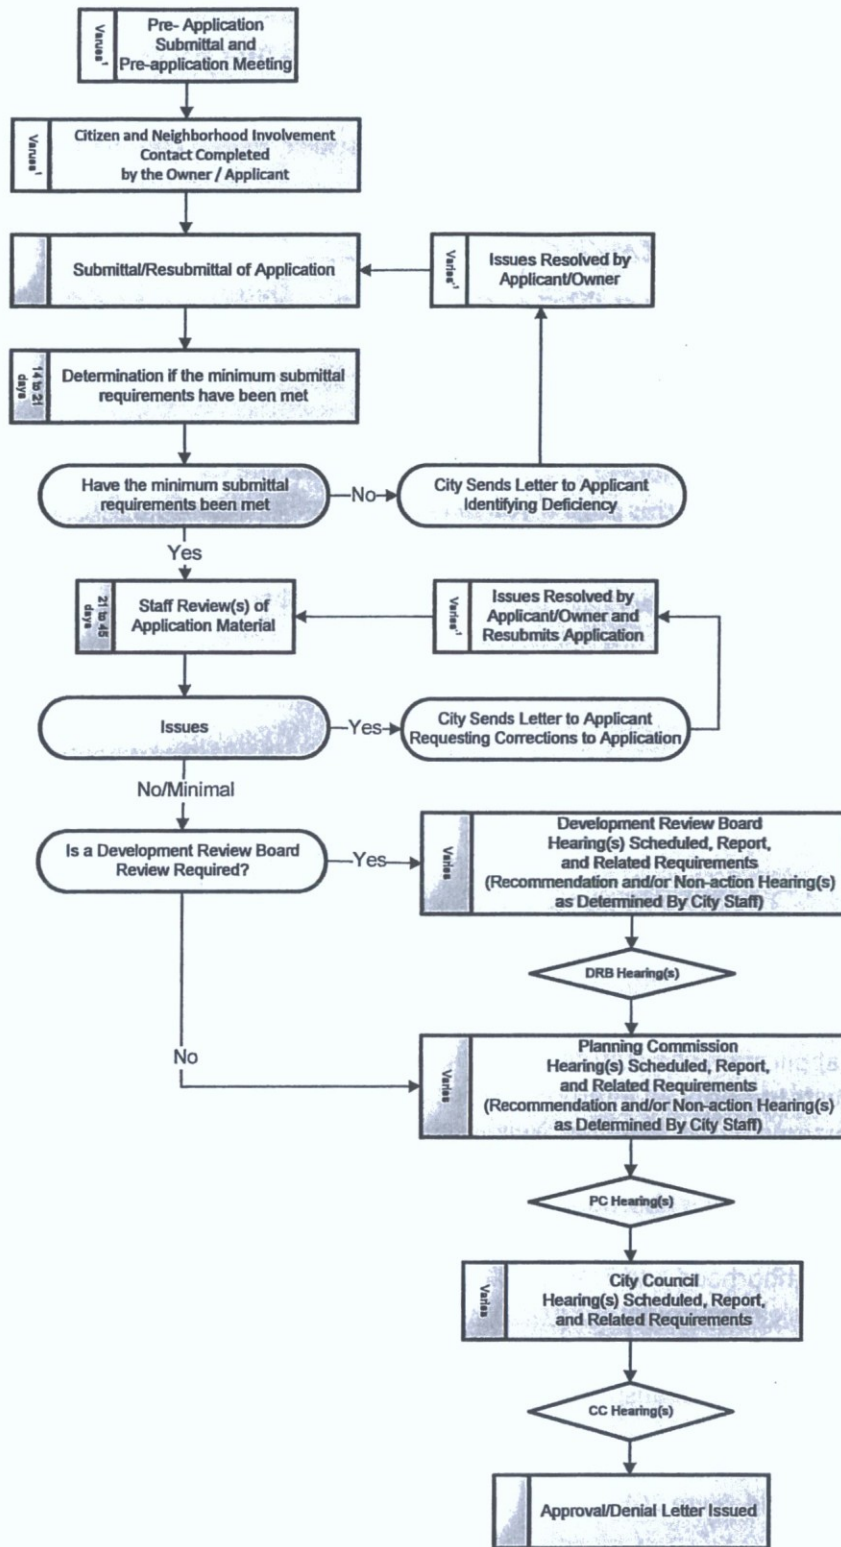 Varies¹
Pre- Application
Submittal and
Pre-application Meeting
Varies¹
Citizen and Neighborhood Involvement
Contact Completed
by the Owner / Applicant
Submittal/Resubmittal of Application
Varies¹
Issues Resolved by
Applicant/Owner
14 to 21
days
Determination if the minimum submittal
requirements have been met
Have the minimum submittal
requirements been met
No
City Sends Letter to Applicant
Identifying Deficiency
Yes
21 to 45
days
Staff Review(s) of
Application Material
Varies¹
Issues Resolved by
Applicant/Owner and
Resubmits Application
Issues
Yes
City Sends Letter to Applicant
Requesting Corrections to Application
No/Minimal
Is a Development Review Board
Review Required?
Yes
Varies
Development Review Board
Hearing(s) Scheduled, Report,
and Related Requirements
(Recommendation and/or Non-action Hearing(s)
as Determined By City Staff)
DRB Hearing(s)
No
Varies
Planning Commission
Hearing(s) Scheduled, Report,
and Related Requirements
(Recommendation and/or Non-action Hearing(s)
as Determined By City Staff)
PC Hearing(s)
Varies
City Council
Hearing(s) Scheduled, Report,
and Related Requirements
CC Hearing(s)
Approval/Denial Letter Issued